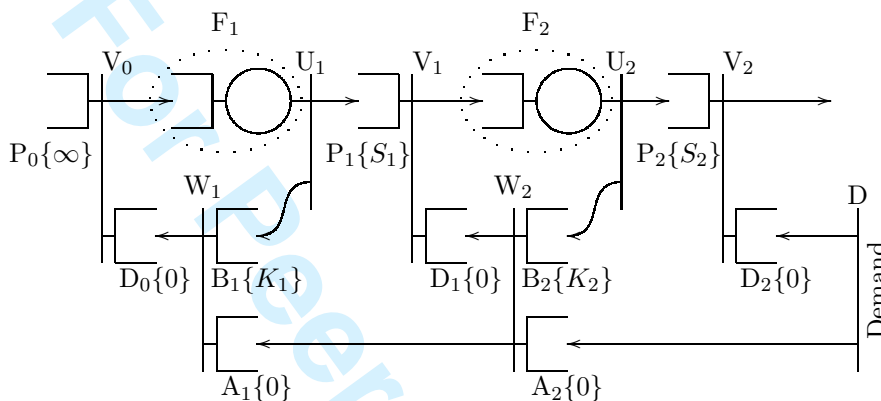 F₁ F₂
V₀ U₁ V₁ U₂ V₂
P₀{∞} P₁{S₁} P₂{S₂}
W₁ W₂ D
D₀{0} B₁{K₁} D₁{0} B₂{K₂} D₂{0}
Demand
A₁{0} A₂{0}
For Peer